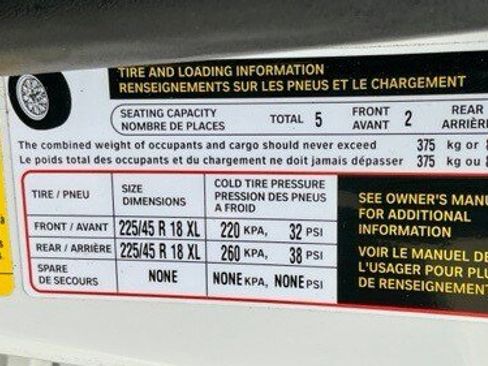 TIRE AND LOADING INFORMATION
RENSEIGNEMENTS SUR LES PNEUS ET LE CHARGEMENT
SEATING CAPACITY
NOMBRE DE PLACES
TOTAL 5
FRONT
AVANT 2
REAR
ARRIÈRE
The combined weight of occupants and cargo should never exceed 375 kg or
Le poids total des occupants et du chargement ne doit jamais dépasser 375 kg ou
TIRE / PNEU
SIZE
DIMENSIONS
COLD TIRE PRESSURE
PRESSION DES PNEUS
A FROID
FRONT / AVANT 225/45 R 18 XL 220 KPA, 32 PSI
REAR / ARRIÈRE 225/45 R 18 XL 260 KPA, 38 PSI
SPARE
DE SECOURS
NONE NONE KPA, NONE PSI
SEE OWNER'S MANU
FOR ADDITIONAL
INFORMATION
VOIR LE MANUEL DE
L'USAGER POUR PLU
DE RENSEIGNEMENT